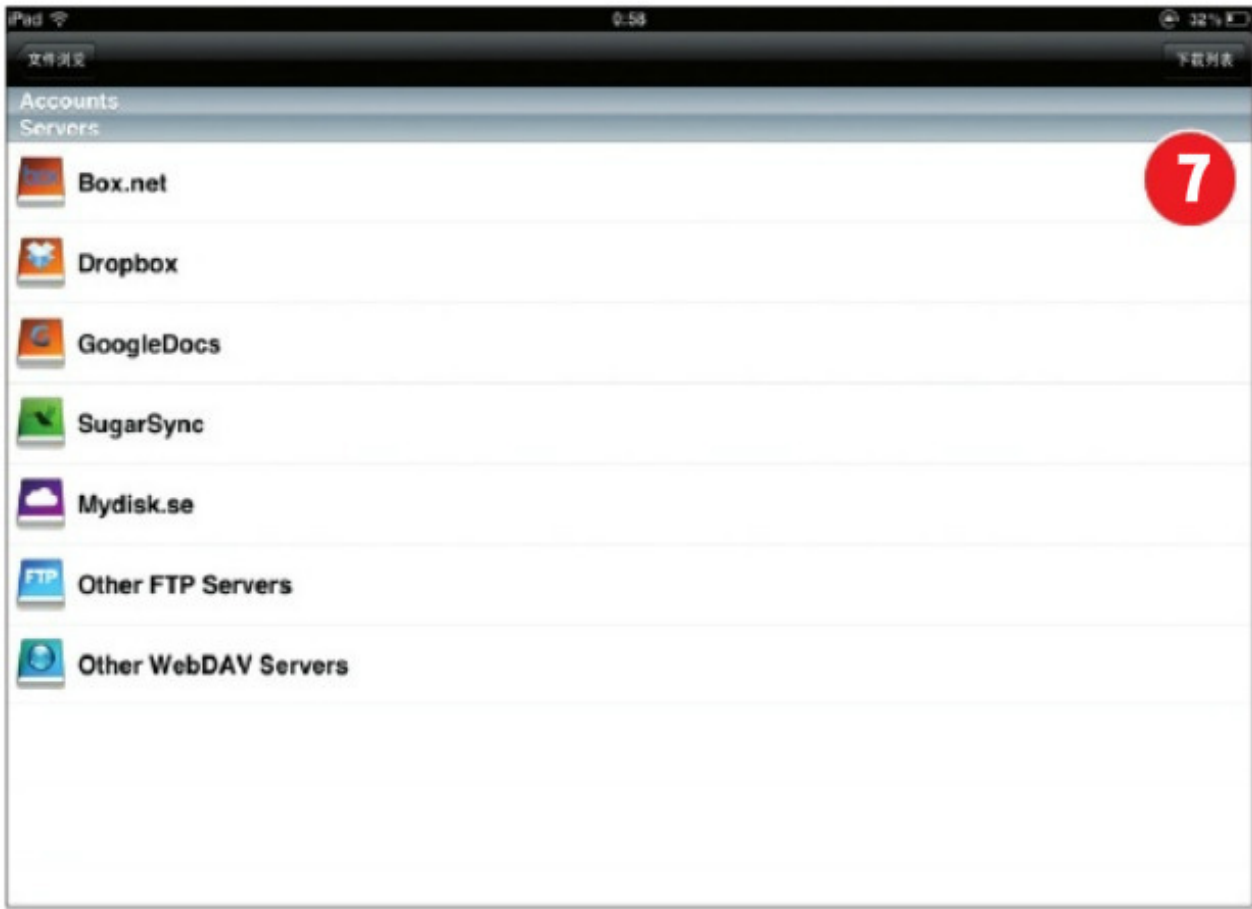 iPad 0:58 32%
文件浏览 下载列表
Accounts
Servers
7
box Box.net
Dropbox
G GoogleDocs
SugarSync
Mydisk.se
FTP Other FTP Servers
Other WebDAV Servers